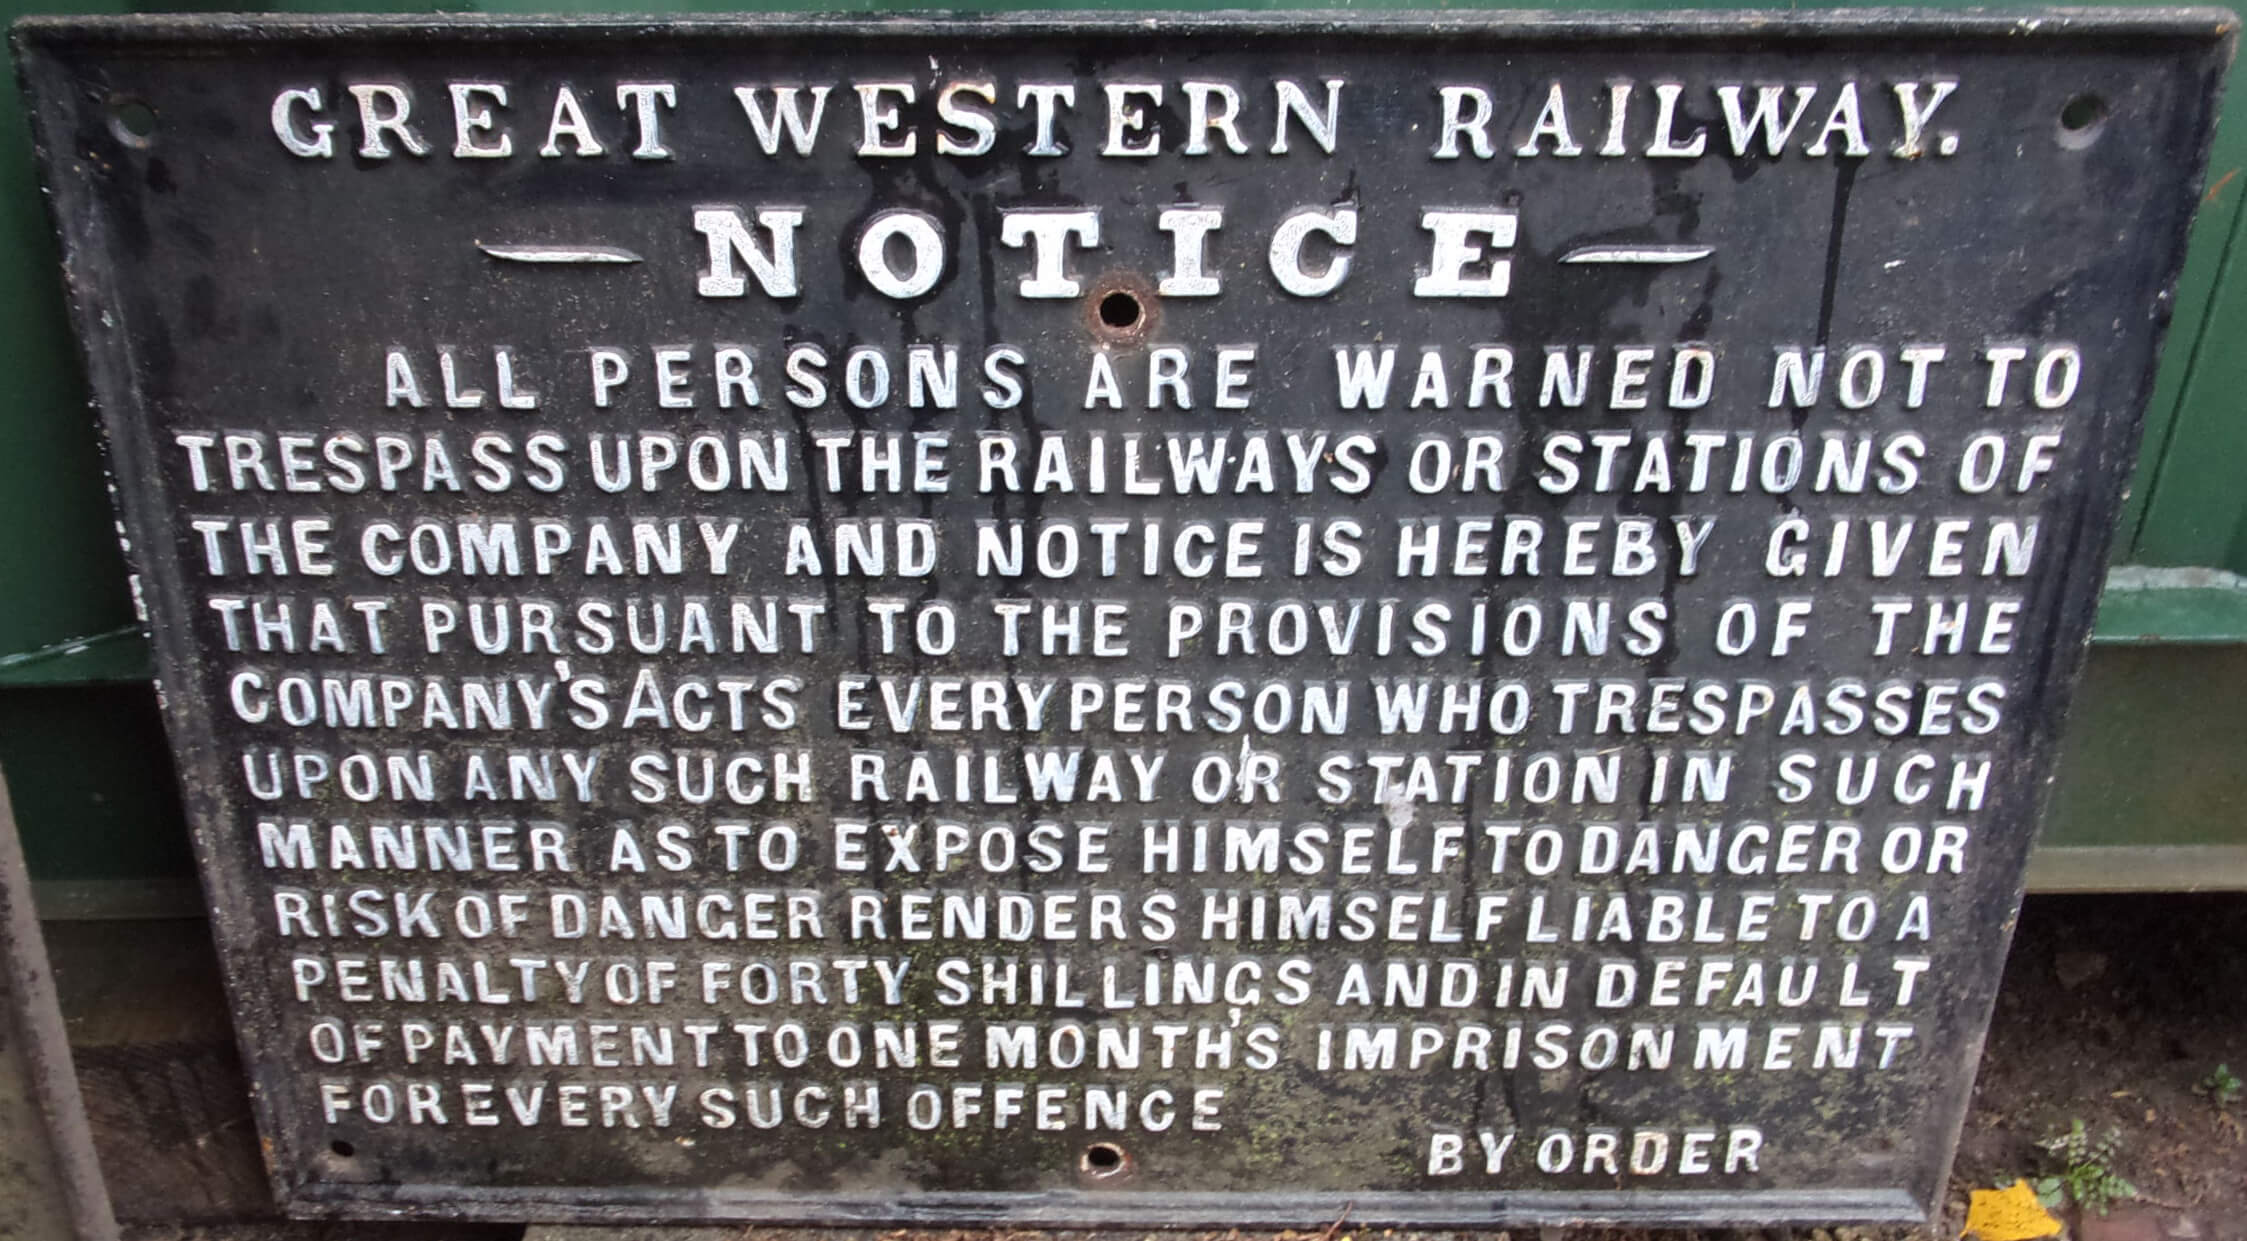 GREAT WESTERN RAILWAY.
— NOTICE —
ALL PERSONS ARE WARNED NOT TO
TRESPASS UPON THE RAILWAYS OR STATIONS OF
THE COMPANY AND NOTICE IS HEREBY GIVEN
THAT PURSUANT TO THE PROVISIONS OF THE
COMPANY'S ACTS EVERY PERSON WHO TRESPASSES
UPON ANY SUCH RAILWAY OR STATION IN SUCH
MANNER AS TO EXPOSE HIMSELF TO DANGER OR
RISK OF DANGER RENDERS HIMSELF LIABLE TO A
PENALTY OF FORTY SHILLINGS AND IN DEFAULT
OF PAYMENT TO ONE MONTH'S IMPRISONMENT
FOR EVERY SUCH OFFENCE
BY ORDER